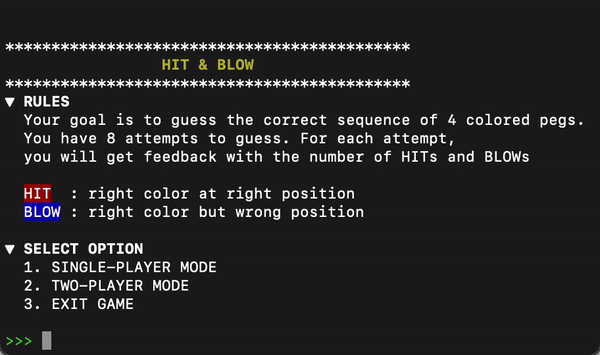 ********************************************
HIT & BLOW
********************************************
▼ RULES
Your goal is to guess the correct sequence of 4 colored pegs.
You have 8 attempts to guess. For each attempt,
you will get feedback with the number of HITs and BLOWs
HIT : right color at right position
BLOW : right color but wrong position
▼ SELECT OPTION
1. SINGLE-PLAYER MODE
2. TWO-PLAYER MODE
3. EXIT GAME
>>>